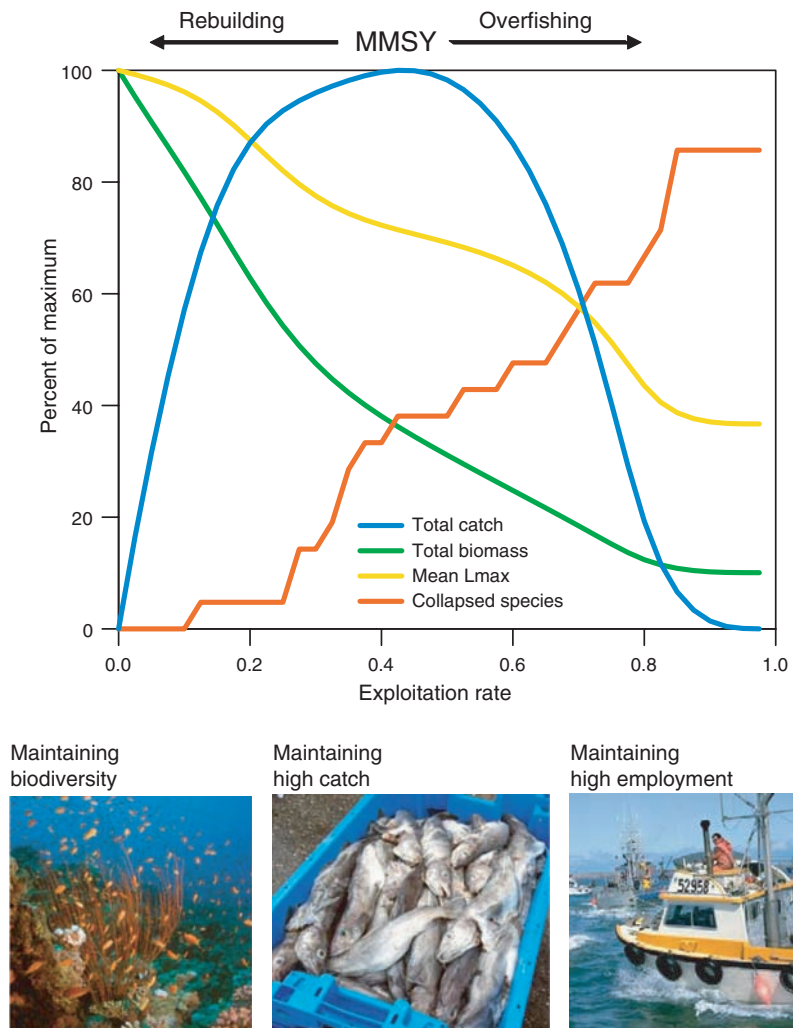 Rebuilding
MMSY
Overfishing
100
80
60
40
20
0
Percent of maximum
Total catch
Total biomass
Mean Lmax
Collapsed species
0.0
0.2
0.4
0.6
0.8
1.0
Exploitation rate
Maintaining
biodiversity
Maintaining
high catch
Maintaining
high employment
52958